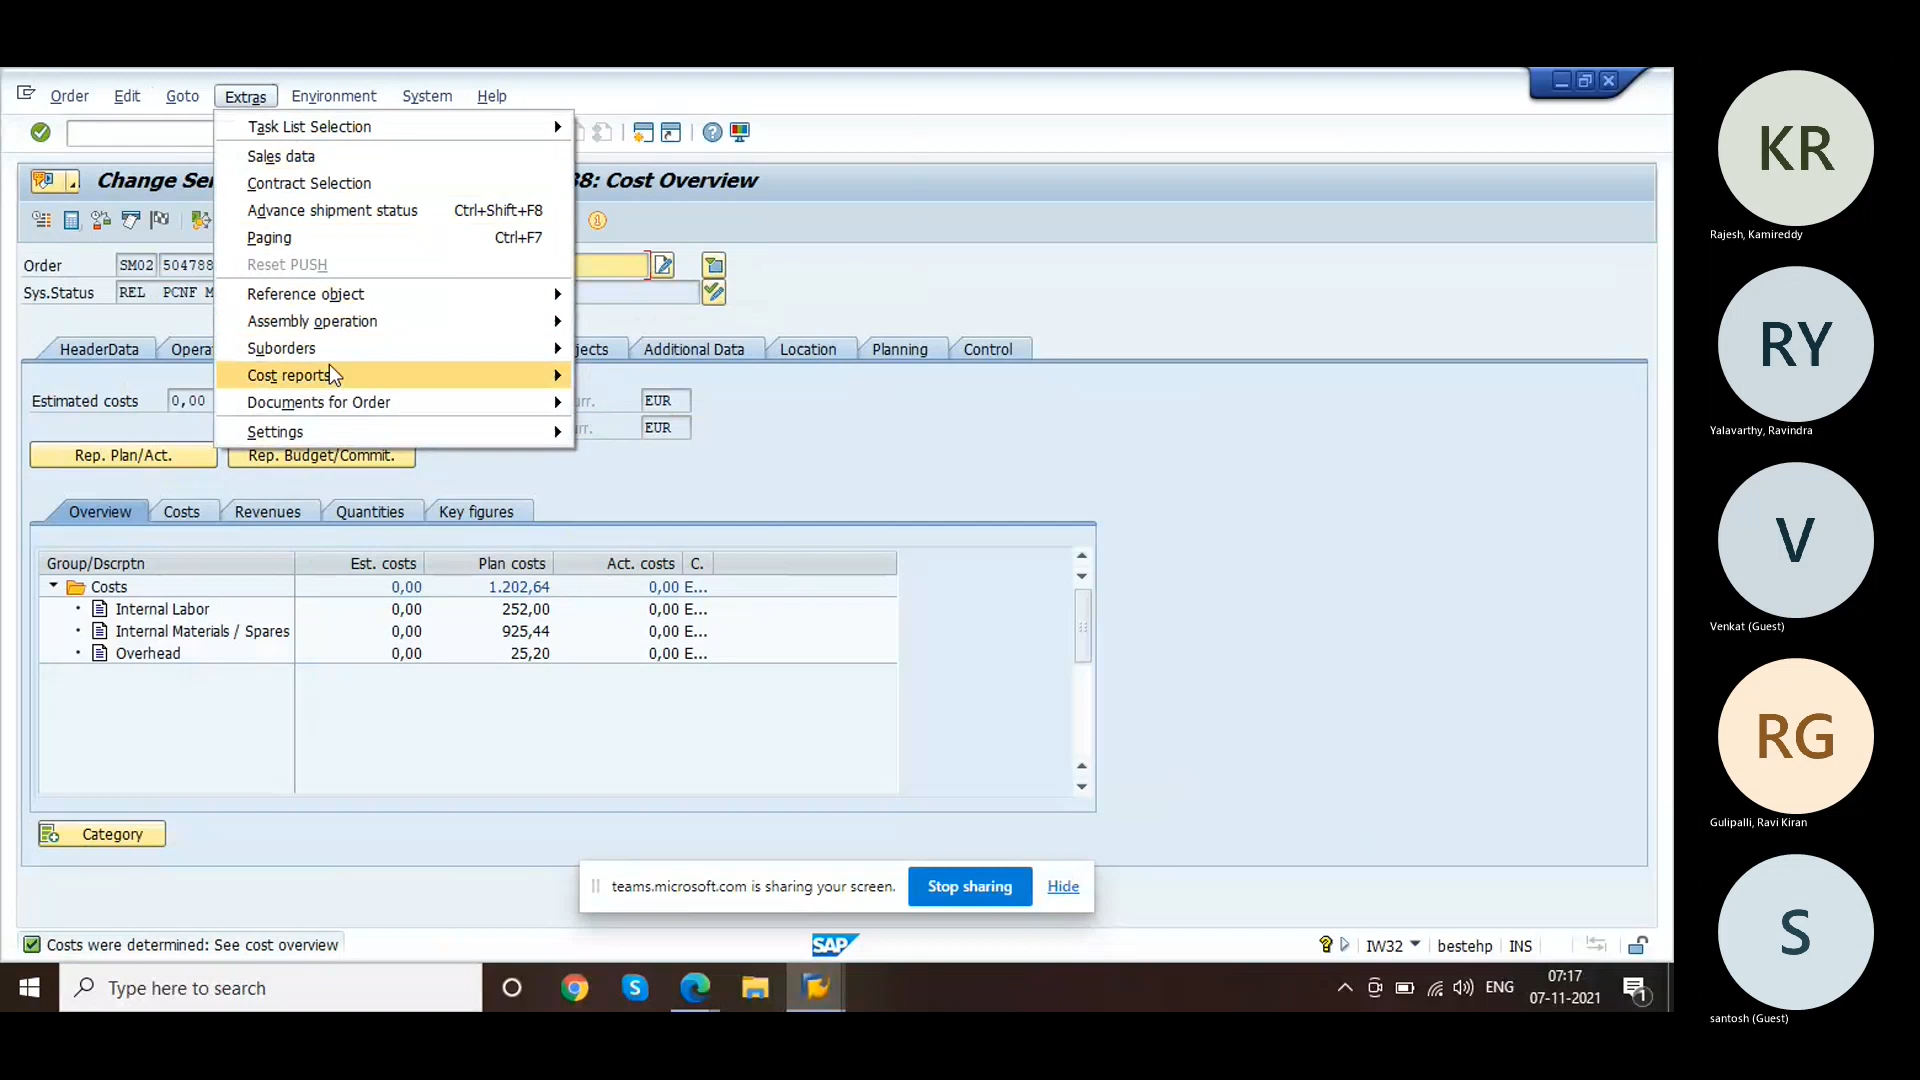 Order Edit Goto Extras Environment System Help
Task List Selection
Sales data
Contract Selection
Advance shipment status Ctrl+Shift+F8
Paging Ctrl+F7
Reset PUSH
Reference object
Assembly operation
Suborders
Cost reports
Documents for Order
Settings
Change Ser 38: Cost Overview
Order SM02 504788
Sys.Status REL PCNF M
HeaderData Opera jects Additional Data Location Planning Control
Estimated costs 0,00 urr. EUR
rr. EUR
Rep. Plan/Act. Rep. Budget/Commit.
Overview Costs Revenues Quantities Key figures
Group/Dscrptn Est. costs Plan costs Act. costs C.
Costs 0,00 1.202,64 0,00 E...
Internal Labor 0,00 252,00 0,00 E...
Internal Materials / Spares 0,00 925,44 0,00 E...
Overhead 0,00 25,20 0,00 E...
Category
teams.microsoft.com is sharing your screen. Stop sharing Hide
Costs were determined: See cost overview SAP IW32 bestehp INS
Type here to search ENG 07:17
07-11-2021
1
KR
Rajesh, Kamireddy
RY
Yalavarthy, Ravindra
V
Venkat (Guest)
RG
Gulipalli, Ravi Kiran
S
santosh (Guest)